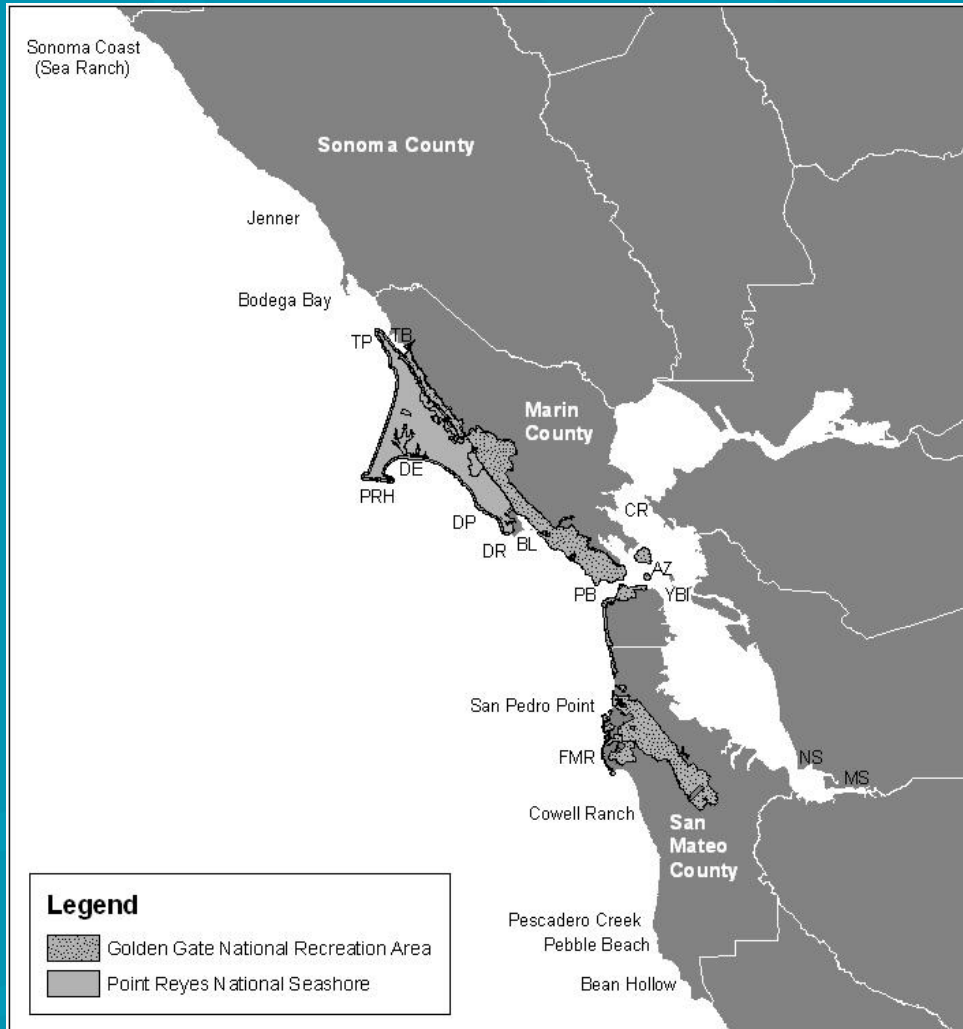 Sonoma Coast
(Sea Ranch)
Sonoma County
Jenner
Bodega Bay
TP
TB
Marin
County
DE
PRH
CR
DP
DR
BL
AZ
PB
YBI
San Pedro Point
NS
FMR
MS
Cowell Ranch
San
Mateo
County
Legend
Golden Gate National Recreation Area
Point Reyes National Seashore
Pescadero Creek
Pebble Beach
Bean Hollow